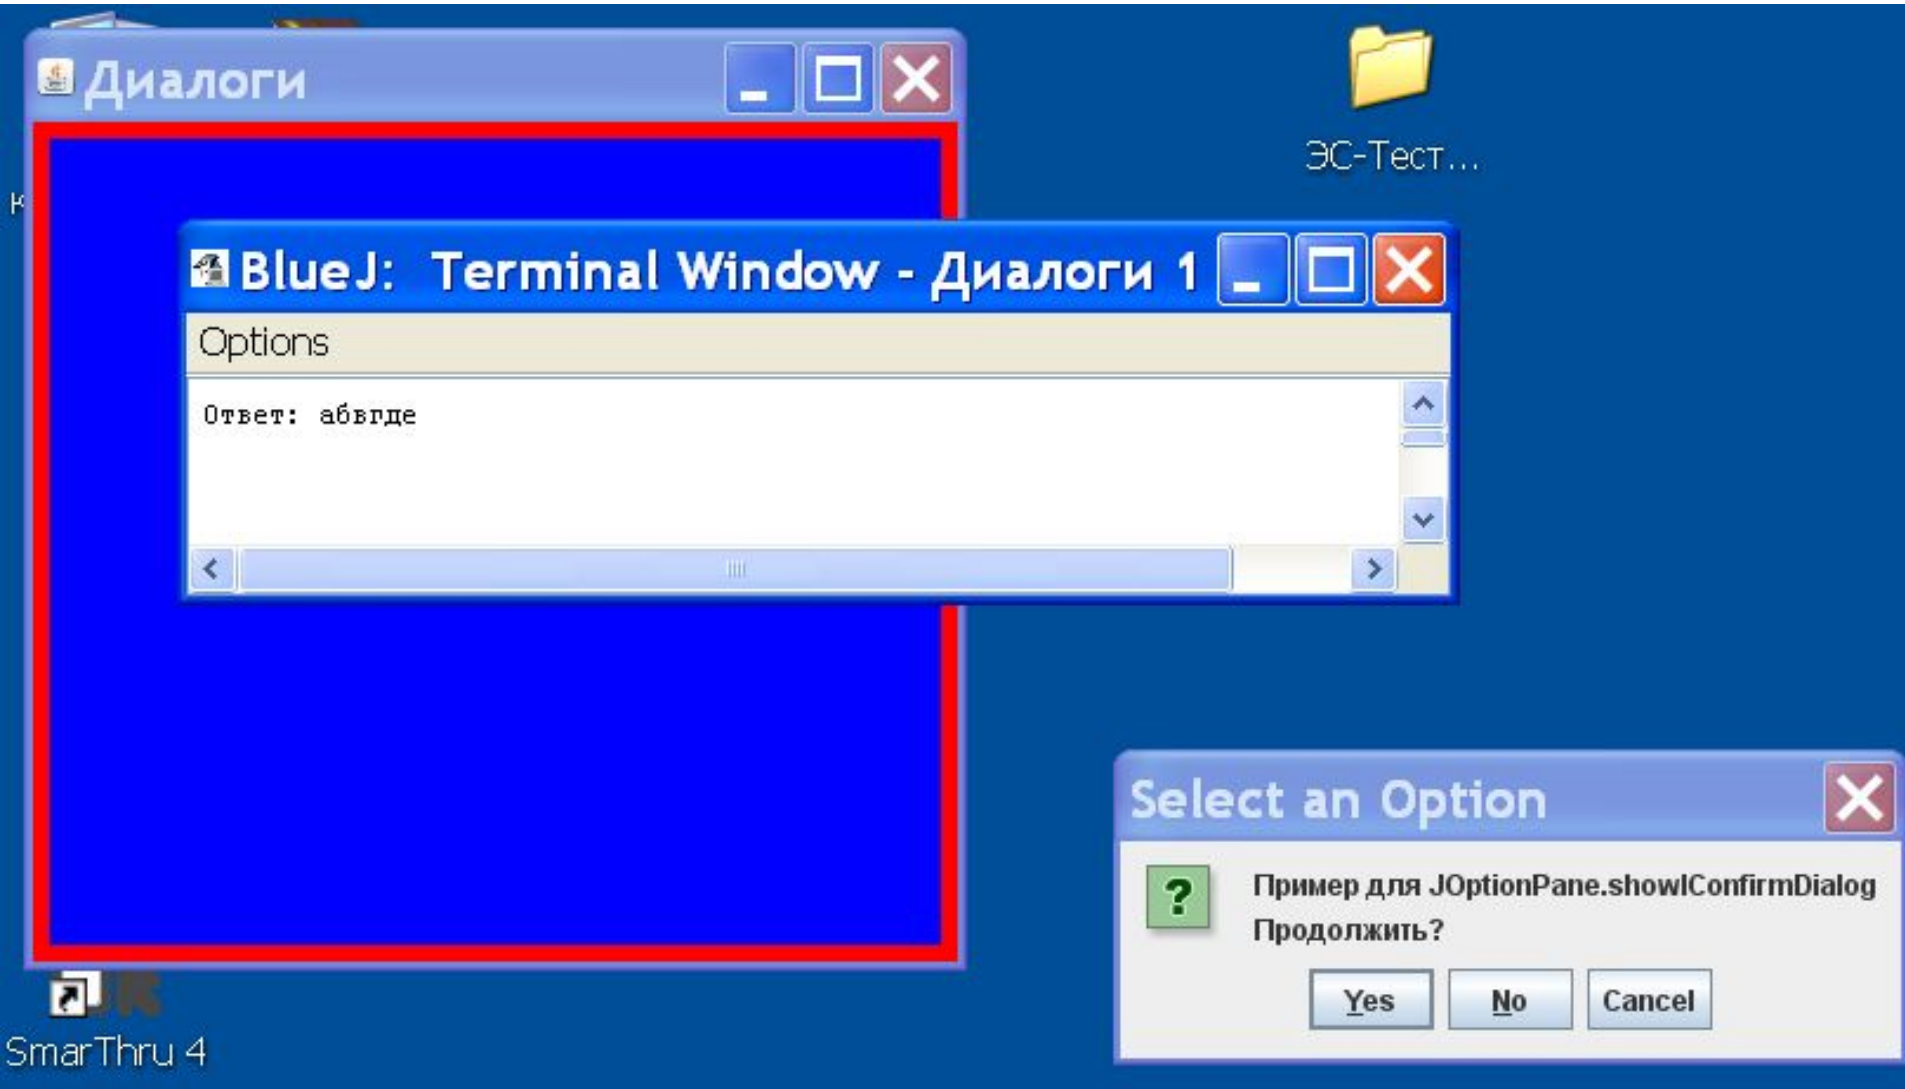 Диалоги
ЭС-Тест...
BlueJ: Terminal Window - Диалоги 1
Options
Ответ: абвгде
Select an Option
Пример для JOptionPane.showIConfirmDialog
Продолжить?
Yes No Cancel
SmarThru 4